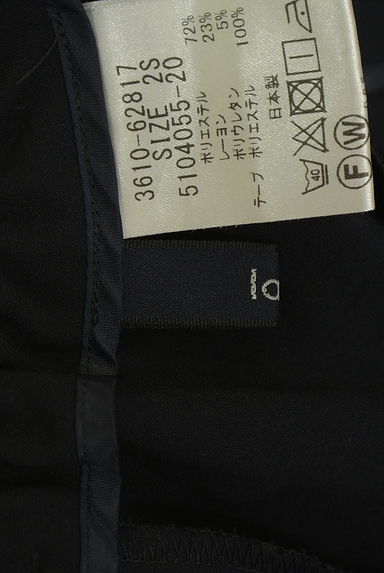 3610-62817
SIZE 2S
5104055-20
ポリエステル 72%
レーヨン 23%
ポリウレタン 5%
テープ ポリエステル 100%
日本製
40
F W